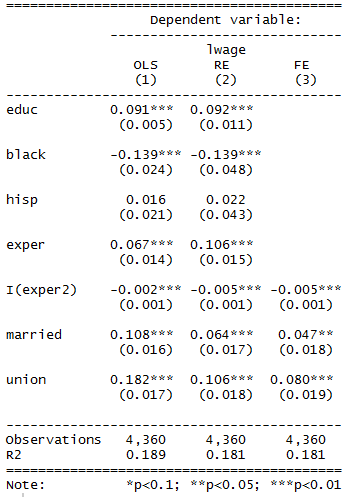 ==========================================
Dependent variable:
-----------------------------
lwage
OLS RE FE
(1) (2) (3)
------------------------------------------
educ 0.091*** 0.092***
(0.005) (0.011)
black -0.139*** -0.139***
(0.024) (0.048)
hisp 0.016 0.022
(0.021) (0.043)
exper 0.067*** 0.106***
(0.014) (0.015)
I(exper2) -0.002*** -0.005*** -0.005***
(0.001) (0.001) (0.001)
married 0.108*** 0.064*** 0.047**
(0.016) (0.017) (0.018)
union 0.182*** 0.106*** 0.080***
(0.017) (0.018) (0.019)
------------------------------------------
Observations 4,360 4,360 4,360
R2 0.189 0.181 0.181
==========================================
Note: *p<0.1; **p<0.05; ***p<0.01